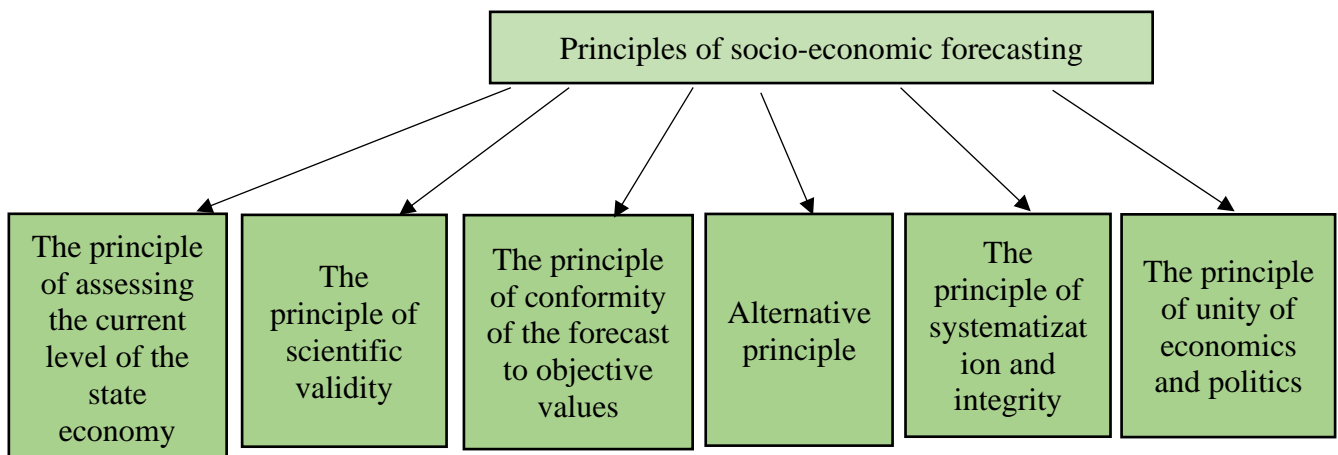 Principles of socio-economic forecasting
The principle
of assessing
the current
level of the
state
economy
The
principle of
scientific
validity
The principle
of conformity
of the forecast
to objective
values
Alternative
principle
The
principle of
systematizat
ion and
integrity
The principle
of unity of
economics
and politics